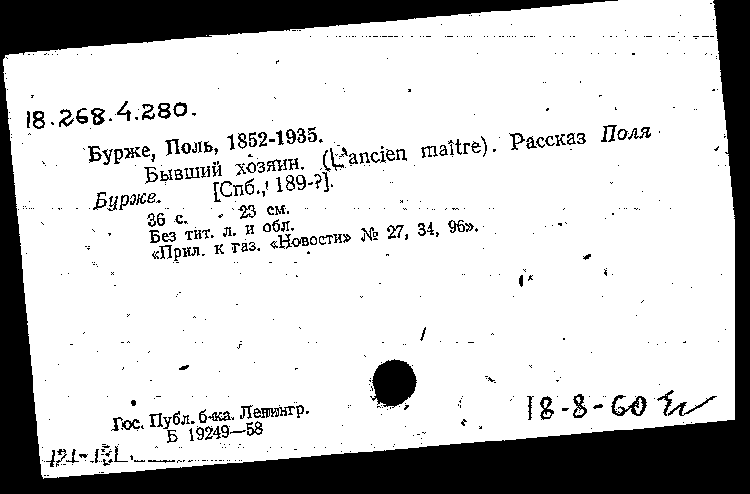 18.268.4.280.
Бурже, Поль, 1852-1935.
Бывший хозяин. (L'ancien maître). Рассказ Поля
Бурже. [Спб., 189-?].
36 с. 23 см.
Без тит. л. и обл.
«Прил. к газ. «Новости» № 27, 34, 96».
18-8-60
Гос. Публ. б-ка. Ленингр.
Б 19249—58